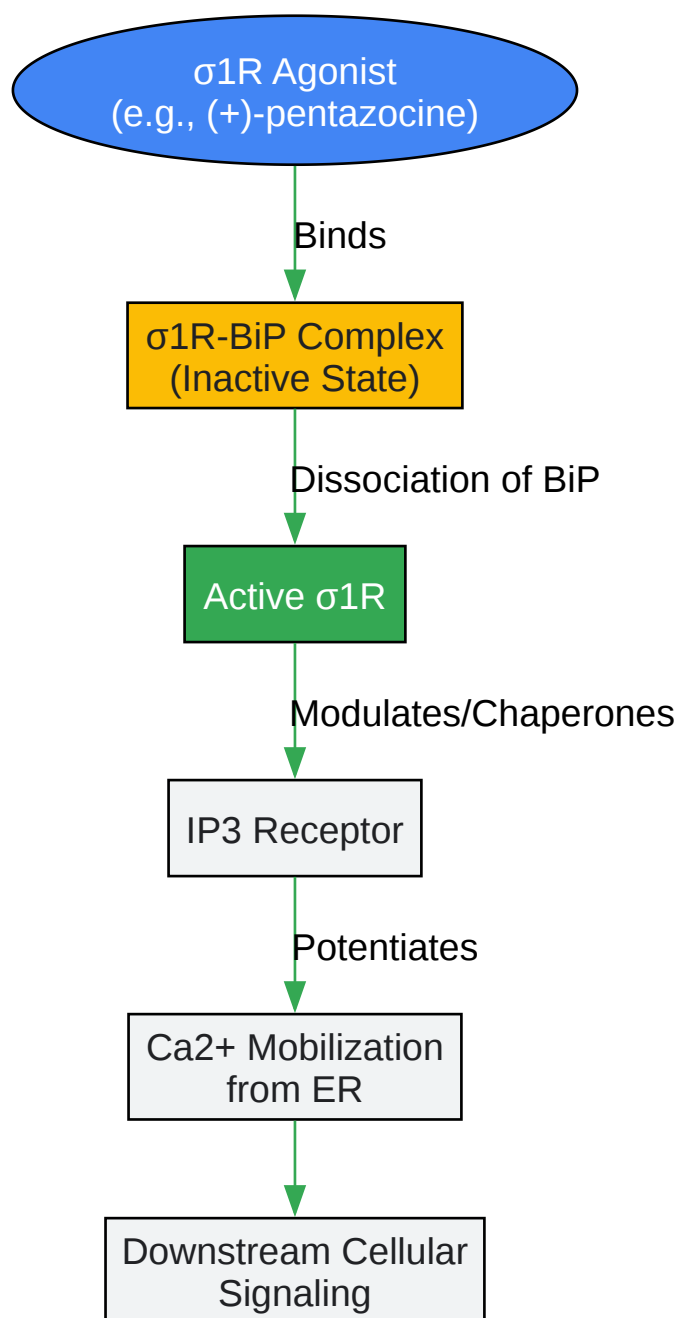 σ1R Agonist
(e.g., (+)-pentazocine)
Binds
σ1R-BiP Complex
(Inactive State)
Dissociation of BiP
Active σ1R
Modulates/Chaperones
IP3 Receptor
Potentiates
Ca2+ Mobilization
from ER
Downstream Cellular
Signaling